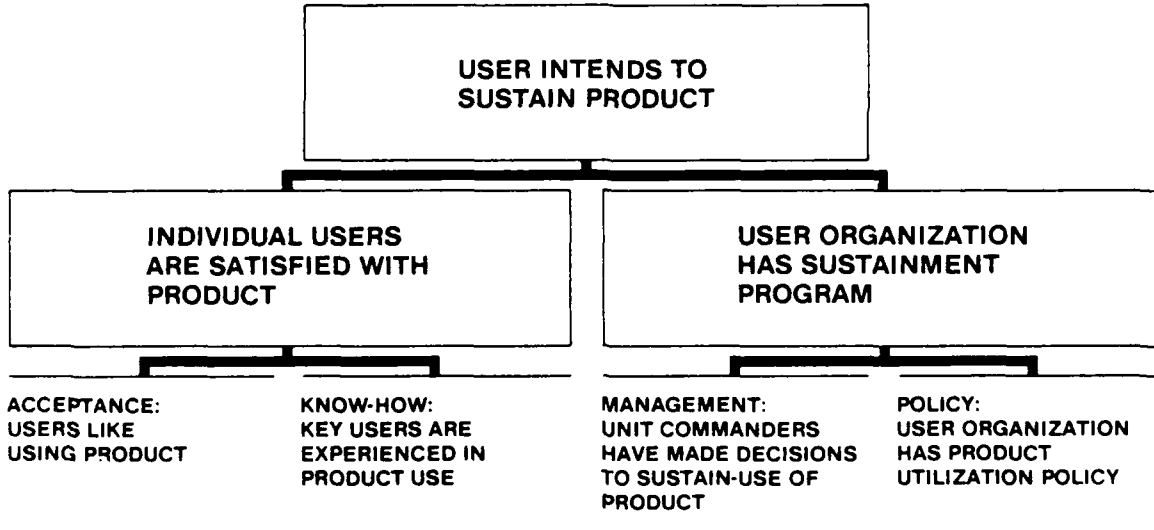 USER INTENDS TO
SUSTAIN PRODUCT
INDIVIDUAL USERS
ARE SATISFIED WITH
PRODUCT
USER ORGANIZATION
HAS SUSTAINMENT
PROGRAM
ACCEPTANCE:
USERS LIKE
USING PRODUCT
KNOW-HOW:
KEY USERS ARE
EXPERIENCED IN
PRODUCT USE
MANAGEMENT:
UNIT COMMANDERS
HAVE MADE DECISIONS
TO SUSTAIN-USE OF
PRODUCT
POLICY:
USER ORGANIZATION
HAS PRODUCT
UTILIZATION POLICY